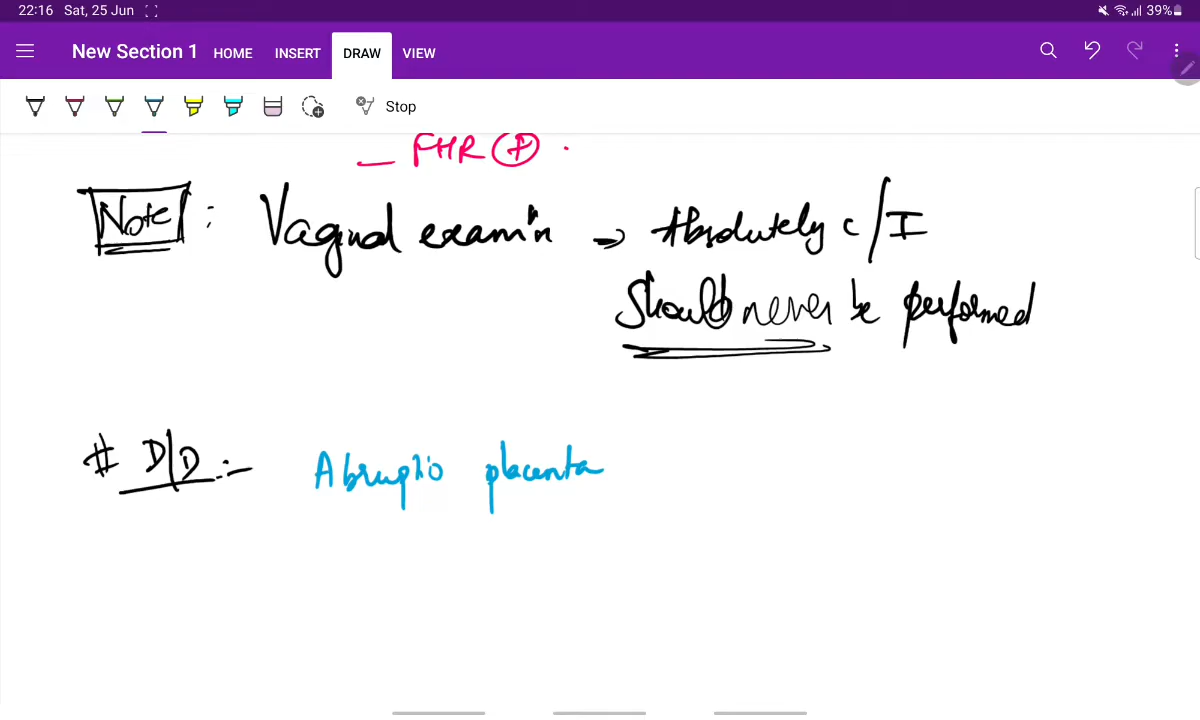 22:16 Sat, 25 Jun 39%
New Section 1 HOME INSERT DRAW VIEW
Stop
_ FHR (+) .
Note : Vaginal examin → Absolutely C/I
Should never be performed
# D/D :- Abruptio placenta